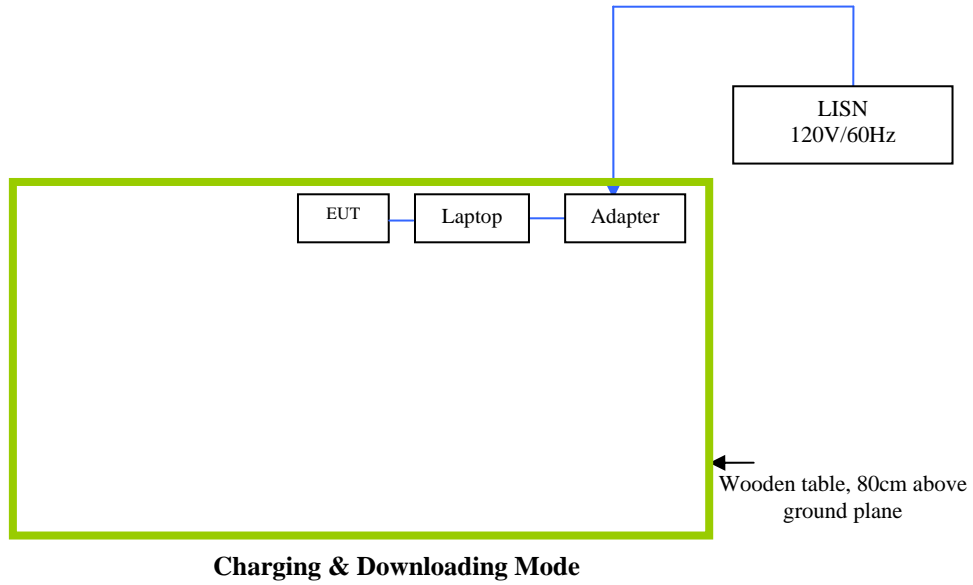 LISN
120V/60Hz
EUT
Laptop
Adapter
Wooden table, 80cm above
ground plane
Charging & Downloading Mode